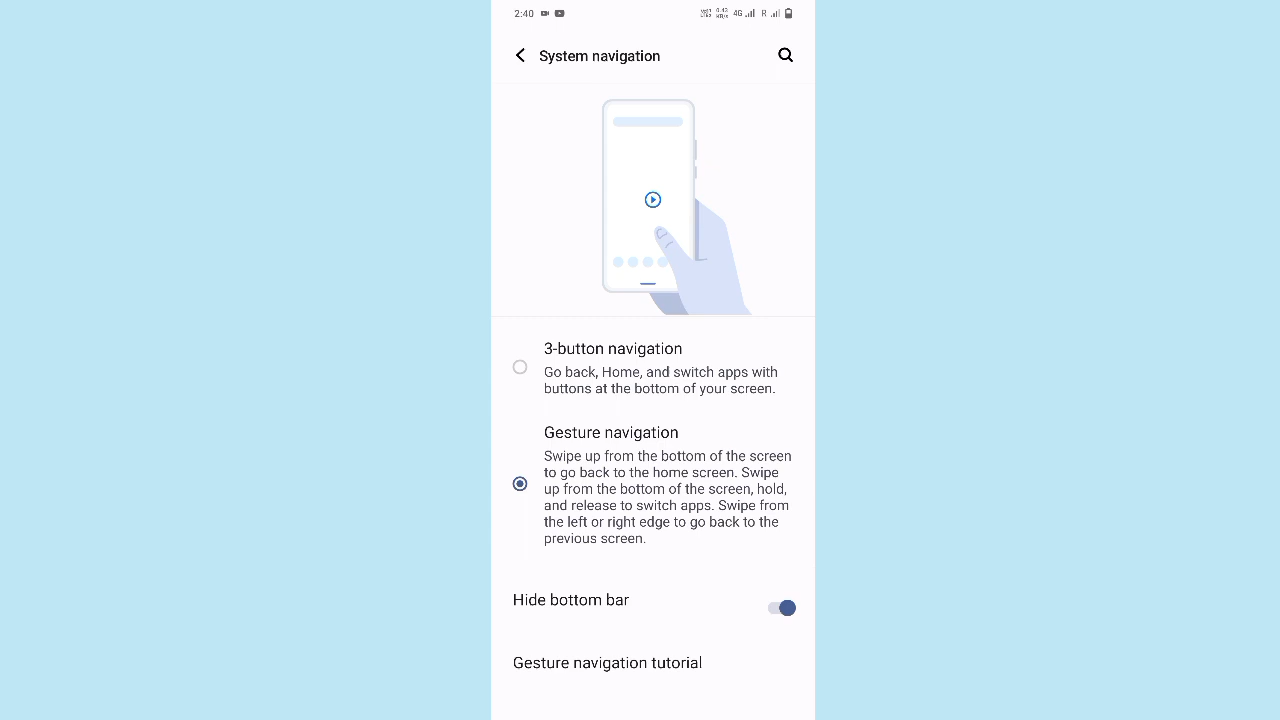 2:40
4G R
System navigation
3-button navigation
Go back, Home, and switch apps with
buttons at the bottom of your screen.
Gesture navigation
Swipe up from the bottom of the screen
to go back to the home screen. Swipe
up from the bottom of the screen, hold,
and release to switch apps. Swipe from
the left or right edge to go back to the
previous screen.
Hide bottom bar
Gesture navigation tutorial